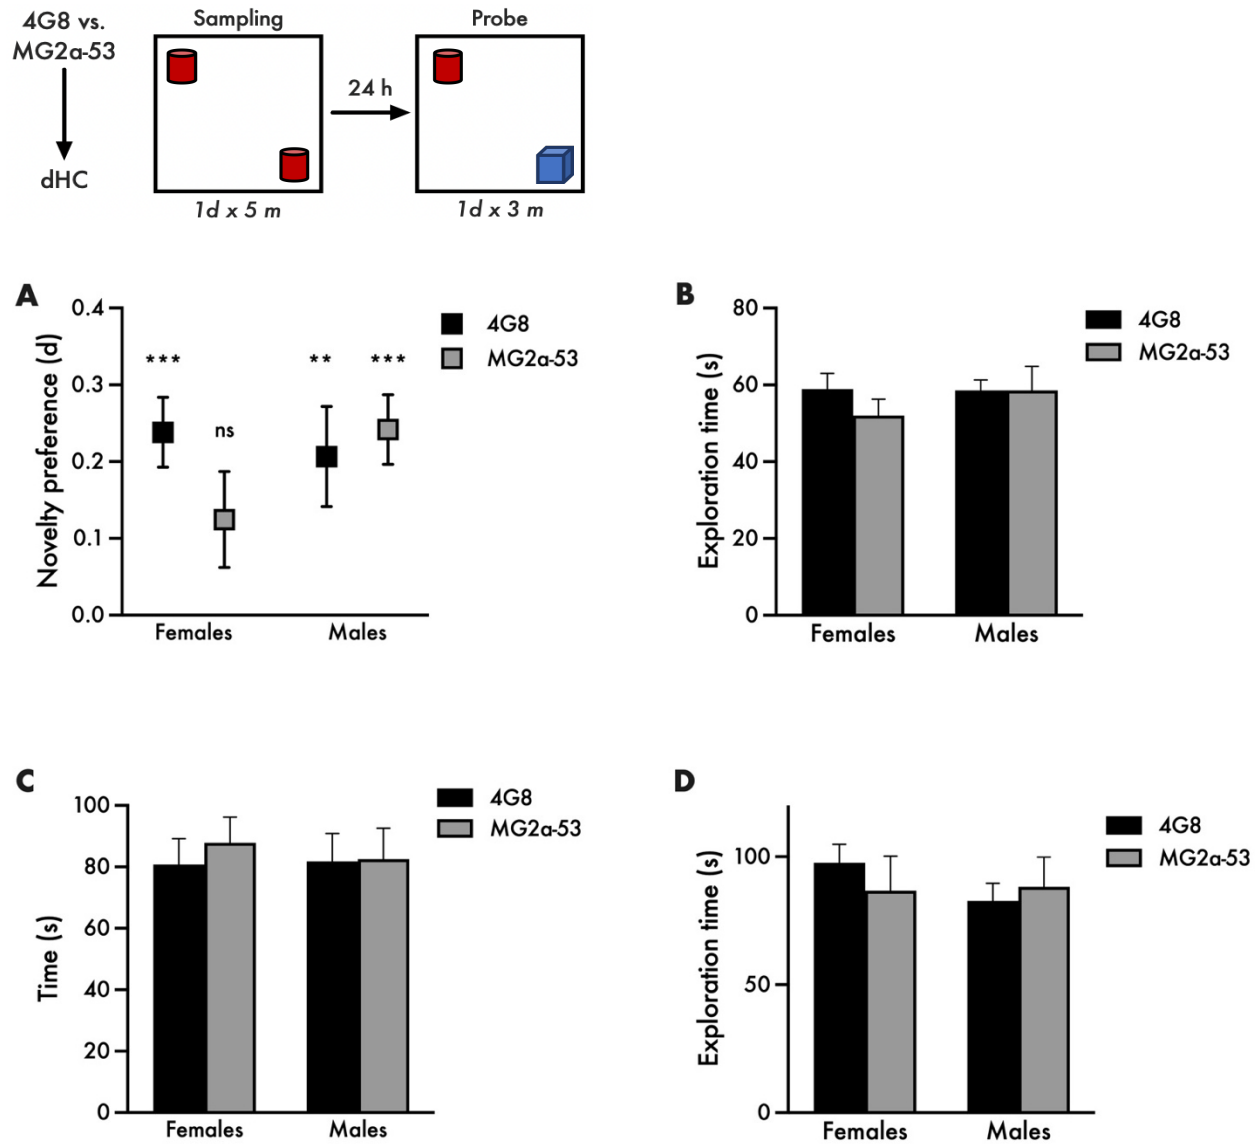 4G8 vs.
MG2a-53
dHC
Sampling
24 h
Probe
1d x 5 m
1d x 3 m
A
Novelty preference (d)
0.4
0.3
0.2
0.1
0.0
***
ns
**
***
Females
Males
4G8
MG2a-53
B
Exploration time (s)
80
60
40
20
0
Females
Males
4G8
MG2a-53
C
Time (s)
100
80
60
40
20
0
Females
Males
4G8
MG2a-53
D
Exploration time (s)
100
50
0
Females
Males
4G8
MG2a-53